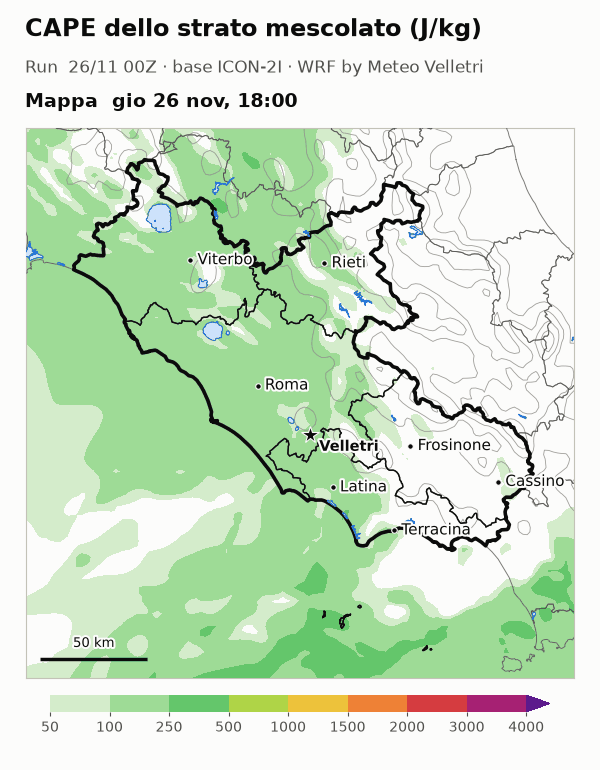 CAPE dello strato mescolato (J/kg)
Run  26/11 00Z · base ICON-2I · WRF by Meteo Velletri
Mappa  gio 26 nov, 18:00
Viterbo
Rieti
Roma
Velletri
Frosinone
Cassino
Latina
Terracina
50 km
50 100 250 500 1000 1500 2000 3000 4000